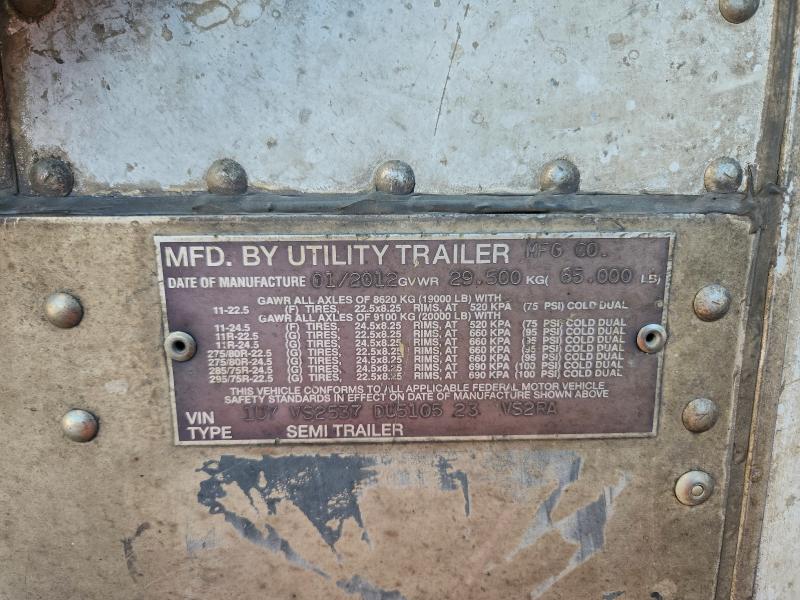 MFD. BY UTILITY TRAILER MFG CO.
DATE OF MANUFACTURE 01/2012 GVWR 29.500 KG( 65.000 LB)
GAWR ALL AXLES OF 8620 KG (19000 LB) WITH
11-22.5 (F) TIRES, 22.5x8.25 RIMS, AT 520 KPA (75 PSI) COLD DUAL
GAWR ALL AXLES OF 9100 KG (20000 LB) WITH
11-24.5 (F) TIRES, 24.5x8.25 RIMS, AT 520 KPA (75 PSI) COLD DUAL
11R-22.5 (G) TIRES, 22.5x8.25 RIMS, AT 660 KPA (95 PSI) COLD DUAL
11R-24.5 (G) TIRES, 24.5x8.25 RIMS, AT 660 KPA (95 PSI) COLD DUAL
275/80R-22.5 (G) TIRES, 22.5x8.25 RIMS, AT 660 KPA (95 PSI) COLD DUAL
275/80R-24.5 (G) TIRES, 24.5x8.25 RIMS, AT 660 KPA (95 PSI) COLD DUAL
285/75R-24.5 (G) TIRES, 24.5x8.25 RIMS, AT 690 KPA (100 PSI) COLD DUAL
295/75R-22.5 (G) TIRES, 22.5x8.25 RIMS, AT 690 KPA (100 PSI) COLD DUAL
THIS VEHICLE CONFORMS TO ALL APPLICABLE FEDERAL MOTOR VEHICLE
SAFETY STANDARDS IN EFFECT ON DATE OF MANUFACTURE SHOWN ABOVE
VIN 1UY VS2537 DU5105 23 VS2RA
TYPE SEMI TRAILER